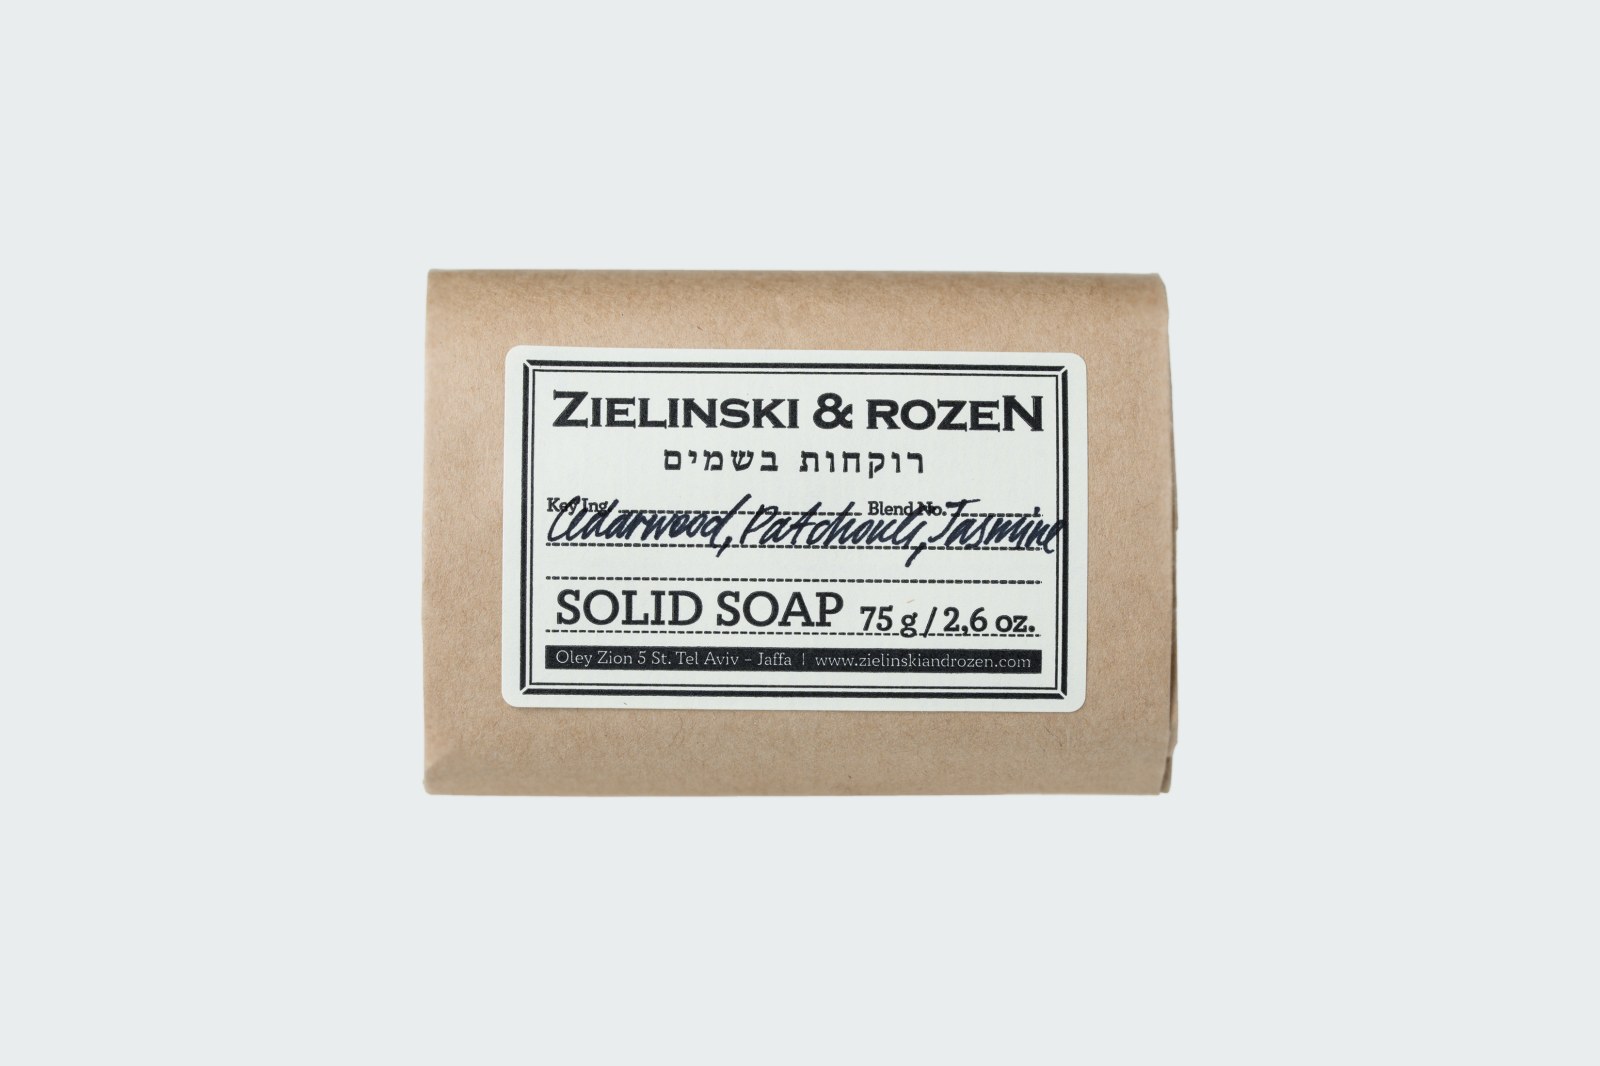 ZIELINSKI & ROZEN
רוקחות בשמים
Key Ing. Blend No.
Cedarwood, Patchouli, Jasmine
SOLID SOAP 75 g / 2,6 oz.
Oley Zion 5 St. Tel Aviv - Jaffa | www.zielinskiandrozen.com